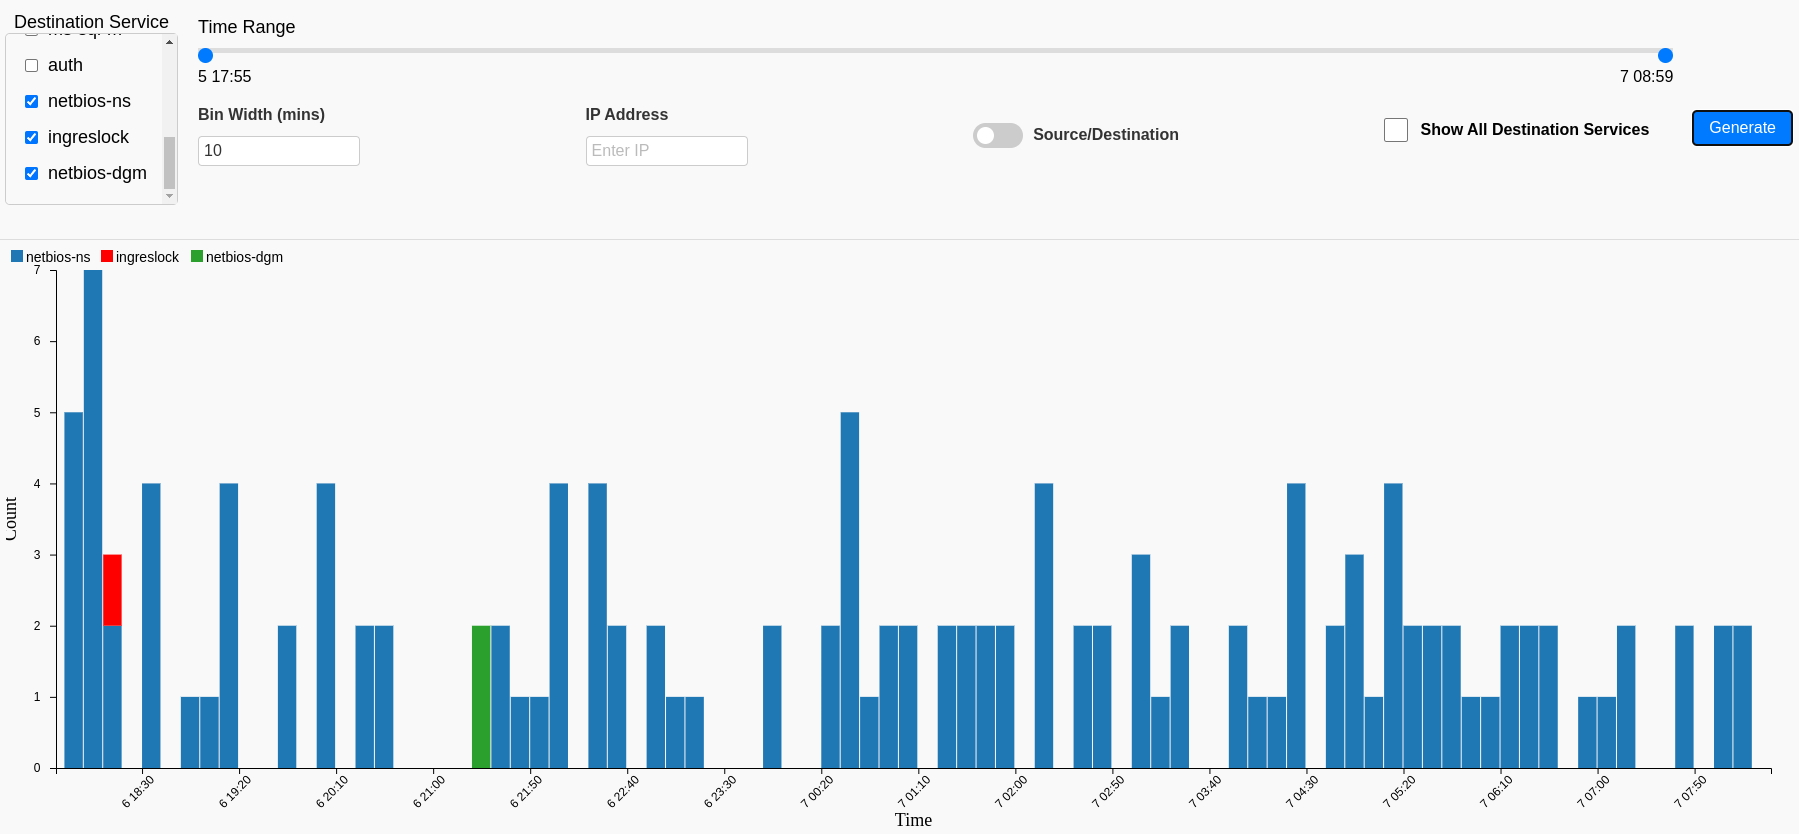 Destination Service
auth
netbios-ns
ingreslock
netbios-dgm
Time Range
5 17:55
7 08:59
Bin Width (mins)
10
IP Address
Enter IP
Source/Destination
Show All Destination Services
Generate
netbios-ns ingreslock netbios-dgm
7
6
5
4
3
2
1
0
Count
6 18:30
6 19:20
6 20:10
6 21:00
6 21:50
6 22:40
6 23:30
7 00:20
7 01:10
7 02:00
7 02:50
7 03:40
7 04:30
7 05:20
7 06:10
7 07:00
7 07:50
Time